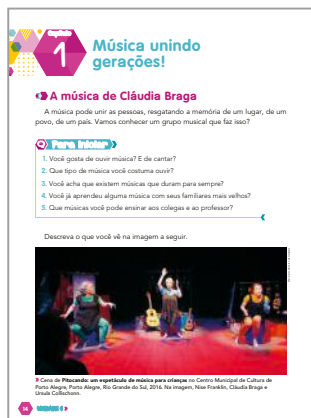 Capítulo
1
Música unindo
gerações!
A música de Cláudia Braga
A música pode unir as pessoas, resgatando a memória de um lugar, de um
povo, de um país. Vamos conhecer um grupo musical que faz isso?
Para iniciar
1. Você gosta de ouvir música? E de cantar?
2. Que tipo de música você costuma ouvir?
3. Você acha que existem músicas que duram para sempre?
4. Você já aprendeu alguma música com seus familiares mais velhos?
5. Que músicas você pode ensinar aos colegas e ao professor?
Descreva o que você vê na imagem a seguir.
Cena de Pitocando: um espetáculo de música para crianças no Centro Municipal de Cultura de
Porto Alegre, Porto Alegre, Rio Grande do Sul, 2016. Na imagem, Nise Franklin, Cláudia Braga e
Ursula Collischonn.
14
UNIDADE 1